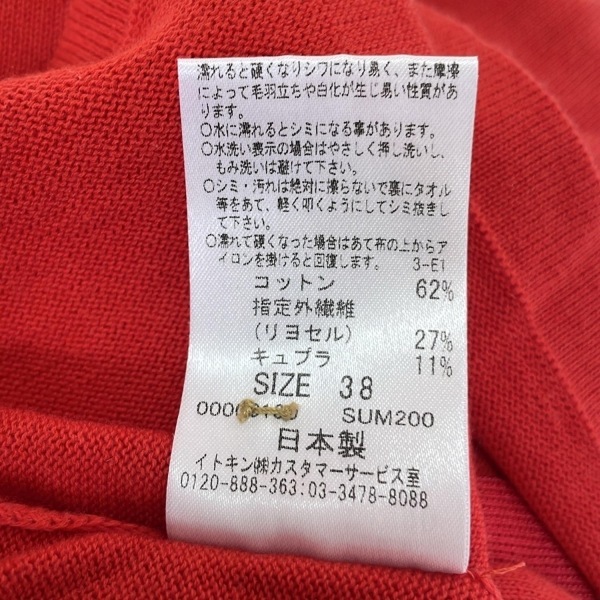 濡れると硬くなりシワになり易く、また摩擦
によって毛羽立ちや白化が生じ易い性質があ
ります。
○水に濡れるとシミになる事があります。
○水洗い表示の場合はやさしく押し洗いし、
もみ洗いは避けて下さい。
○シミ・汚れは絶対に擦らないで裏にタオル
等をあて、軽く叩くようにしてシミ抜きし
て下さい。
○濡れて硬くなった場合はあて布の上からア
イロンを掛けると回復します。 3-E1
コットン 62%
指定外繊維
(リヨセル) 27%
キュプラ 11%
SIZE 38
SUM200
日本製
イトキン㈱カスタマーサービス室
0120-888-363:03-3478-8088